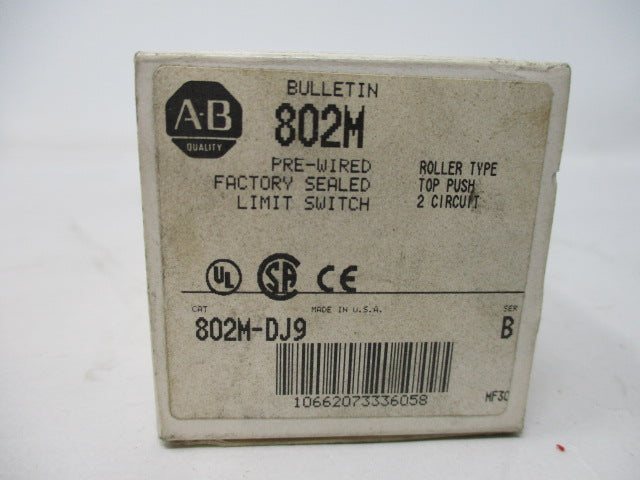 A-B
QUALITY
BULLETIN
802M
PRE-WIRED
FACTORY SEALED
LIMIT SWITCH
ROLLER TYPE
TOP PUSH
2 CIRCUIT
UL
SA
CE
CAT
MADE IN U.S.A.
SER
802M-DJ9
B
10662073336058
MF30